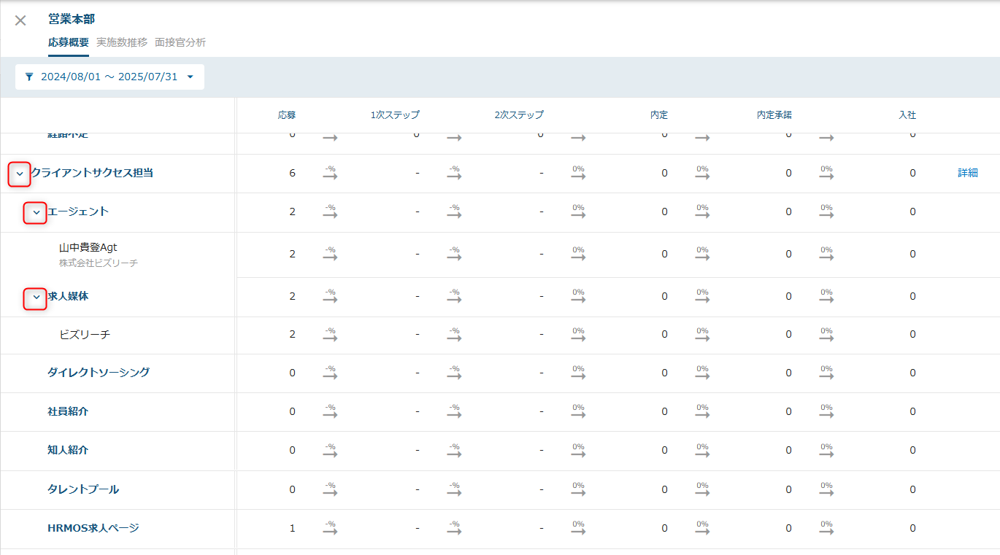 営業本部
応募概要 実施数推移 面接官分析
2024/08/01 ～ 2025/07/31
応募 1次ステップ 2次ステップ 内定 内定承諾 入社
経路不定 0 0 0 0 0 0
クライアントサクセス担当 6 -% - -% - 0% 0 0% 0 0% 0 詳細
エージェント 2 -% - -% - 0% 0 0% 0 0% 0
山中貴登Agt
株式会社ビズリーチ
2 -% - -% - 0% 0 0% 0 0% 0
求人媒体 2 -% - -% - 0% 0 0% 0 0% 0
ビズリーチ 2 -% - -% - 0% 0 0% 0 0% 0
ダイレクトソーシング 0 -% - -% - 0% 0 0% 0 0% 0
社員紹介 0 -% - -% - 0% 0 0% 0 0% 0
知人紹介 0 -% - -% - 0% 0 0% 0 0% 0
タレントプール 0 -% - -% - 0% 0 0% 0 0% 0
HRMOS求人ページ 1 -% - -% - 0% 0 0% 0 0% 0